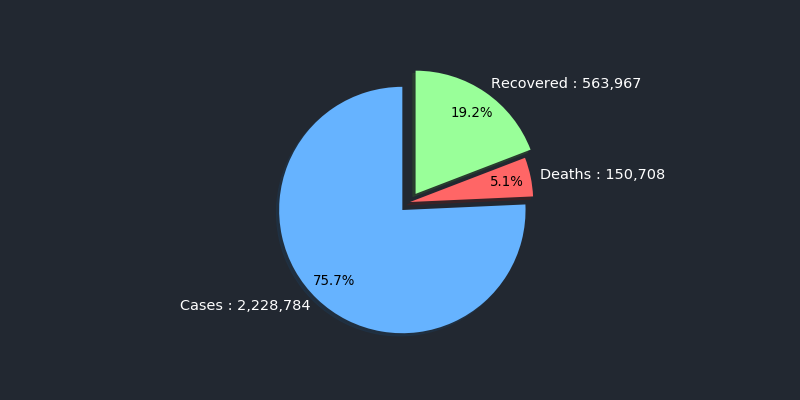 Recovered : 563,967
19.2%
Deaths : 150,708
5.1%
75.7%
Cases : 2,228,784